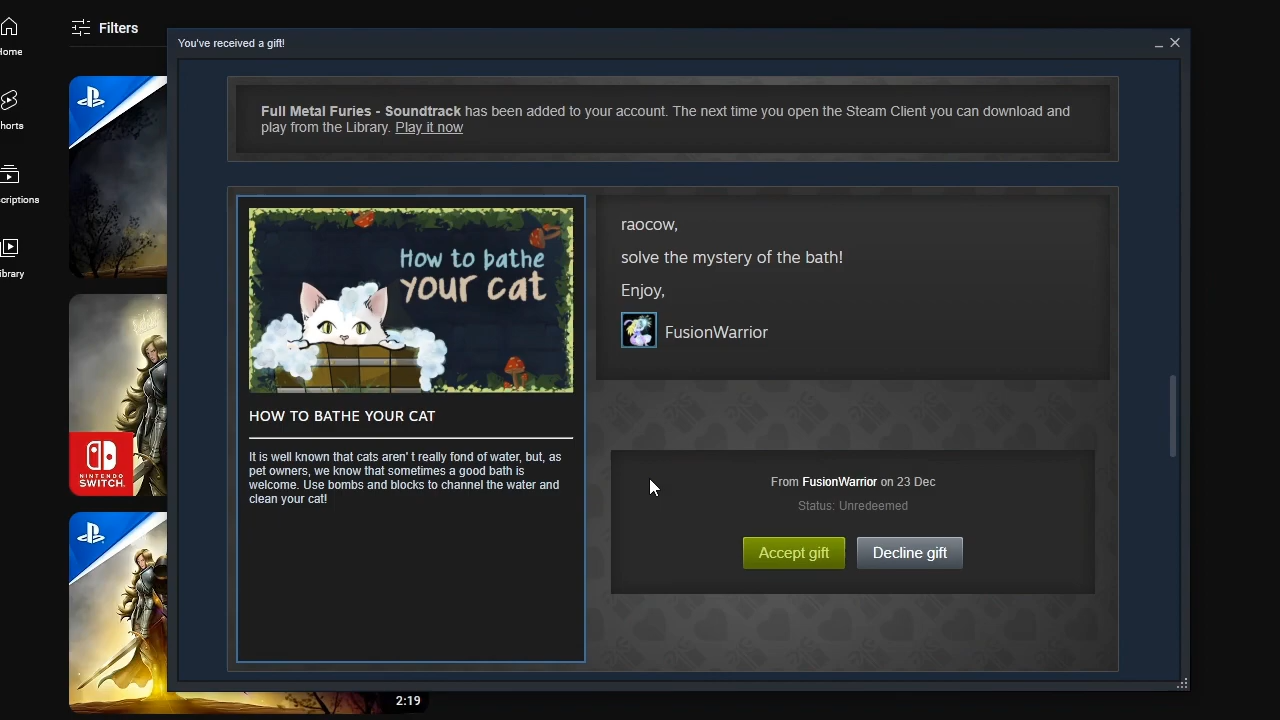 Filters
Home
horts
criptions
ibrary
You've received a gift!
Full Metal Furies - Soundtrack has been added to your account. The next time you open the Steam Client you can download and
play from the Library. Play it now
How to bathe
your cat
HOW TO BATHE YOUR CAT
It is well known that cats aren' t really fond of water, but, as
pet owners, we know that sometimes a good bath is
welcome. Use bombs and blocks to channel the water and
clean your cat!
raocow,
solve the mystery of the bath!
Enjoy,
FusionWarrior
From FusionWarrior on 23 Dec
Status: Unredeemed
Accept gift
Decline gift
NINTENDO
SWITCH
2:19